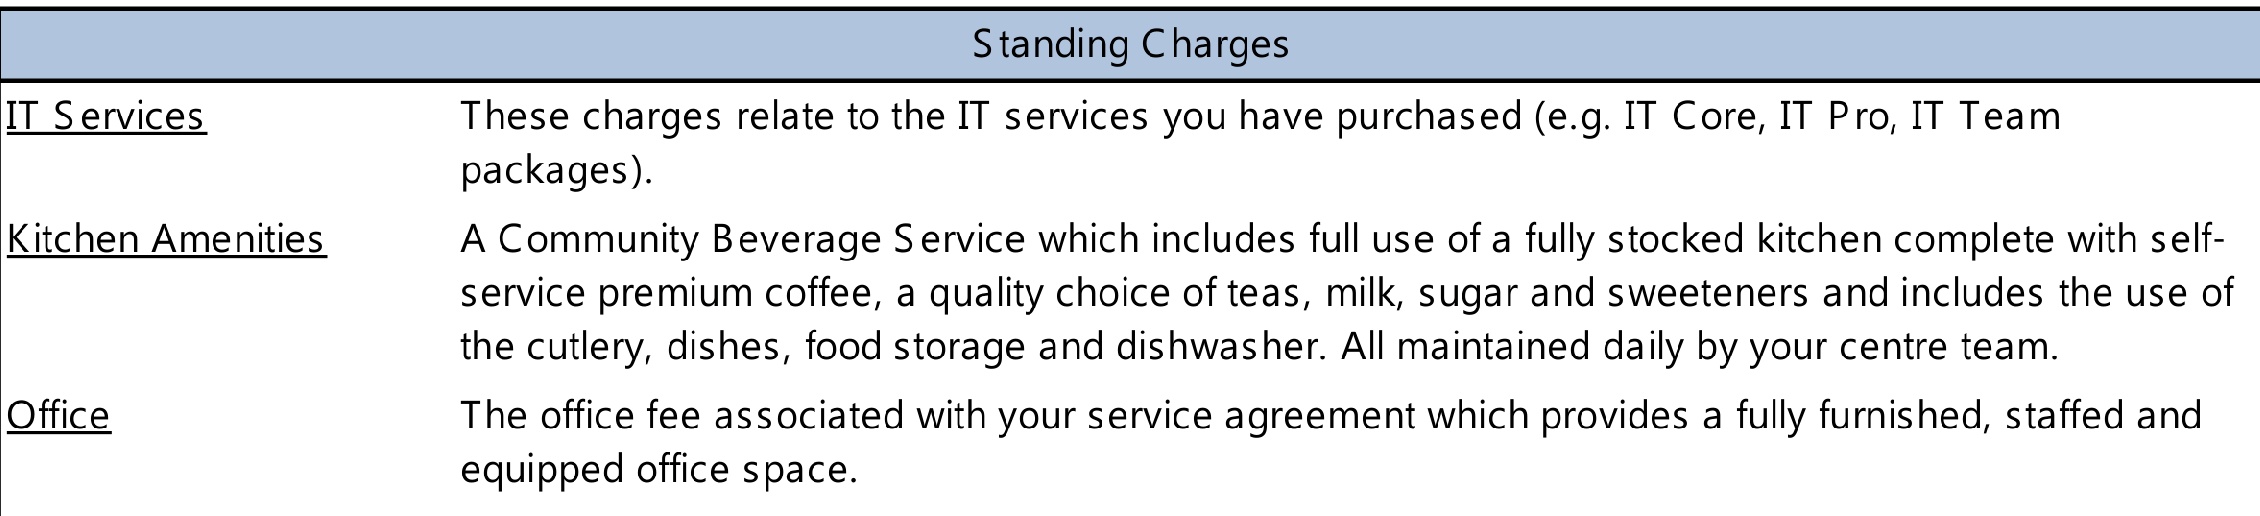 Standing Charges
IT Services These charges relate to the IT services you have purchased (e.g. IT Core, IT Pro, IT Team
packages).
Kitchen Amenities A Community Beverage Service which includes full use of a fully stocked kitchen complete with self-
service premium coffee, a quality choice of teas, milk, sugar and sweeteners and includes the use of
the cutlery, dishes, food storage and dishwasher. All maintained daily by your centre team.
Office The office fee associated with your service agreement which provides a fully furnished, staffed and
equipped office space.